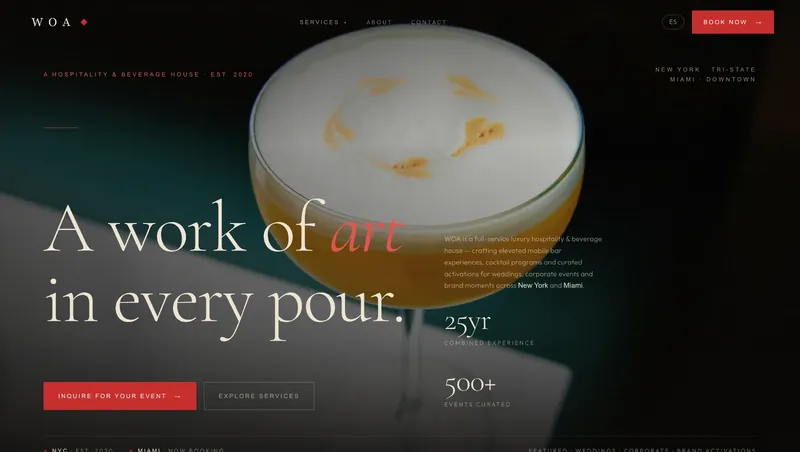 WOA
SERVICES
ABOUT
CONTACT
ES
BOOK NOW →
A HOSPITALITY & BEVERAGE HOUSE · EST. 2020
NEW YORK · TRI-STATE
MIAMI · DOWNTOWN
A work of art
in every pour.
WOA is a full-service luxury hospitality & beverage
house — crafting elevated mobile bar
experiences, cocktail programs and curated
activations for weddings, corporate events and
brand moments across New York and Miami.
25yr
COMBINED EXPERIENCE
500+
EVENTS CURATED
INQUIRE FOR YOUR EVENT →
EXPLORE SERVICES
NYC · EST. 2020
MIAMI · NOW BOOKING
FEATURED · WEDDINGS · CORPORATE · BRAND ACTIVATIONS